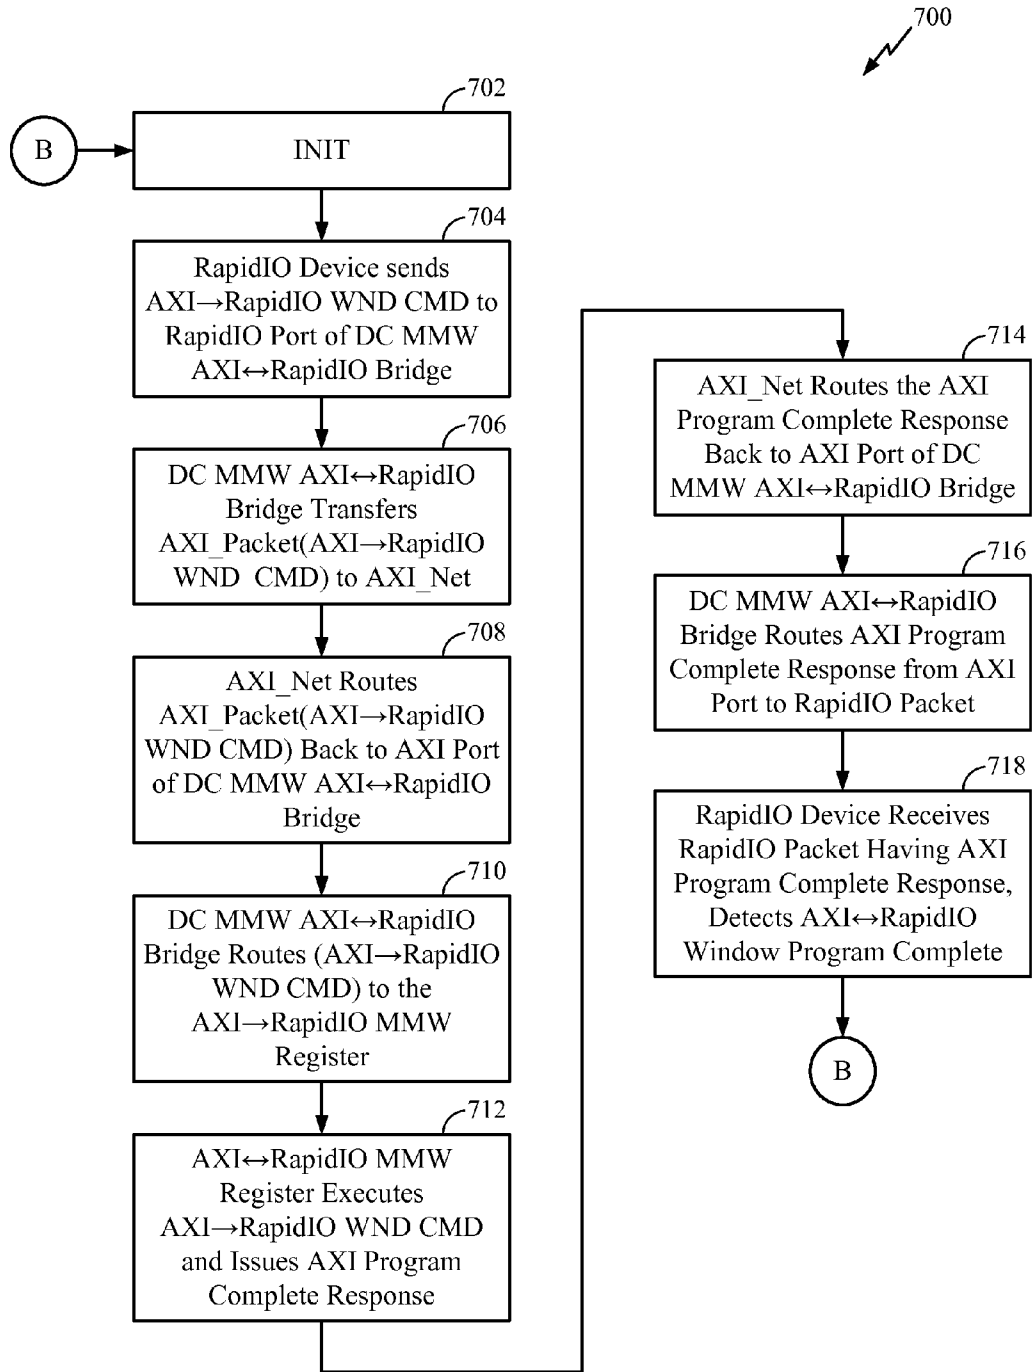 700
702
B
INIT
704
RapidIO Device sends
AXI→RapidIO WND CMD to
RapidIO Port of DC MMW
AXI↔RapidIO Bridge
706
DC MMW AXI↔RapidIO
Bridge Transfers
AXI_Packet(AXI→RapidIO
WND CMD) to AXI_Net
708
AXI_Net Routes
AXI_Packet(AXI→RapidIO
WND CMD) Back to AXI Port
of DC MMW AXI↔RapidIO
Bridge
710
DC MMW AXI↔RapidIO
Bridge Routes (AXI→RapidIO
WND CMD) to the
AXI→RapidIO MMW
Register
712
AXI↔RapidIO MMW
Register Executes
AXI→RapidIO WND CMD
and Issues AXI Program
Complete Response
714
AXI_Net Routes the AXI
Program Complete Response
Back to AXI Port of DC
MMW AXI↔RapidIO Bridge
716
DC MMW AXI↔RapidIO
Bridge Routes AXI Program
Complete Response from AXI
Port to RapidIO Packet
718
RapidIO Device Receives
RapidIO Packet Having AXI
Program Complete Response,
Detects AXI↔RapidIO
Window Program Complete
B